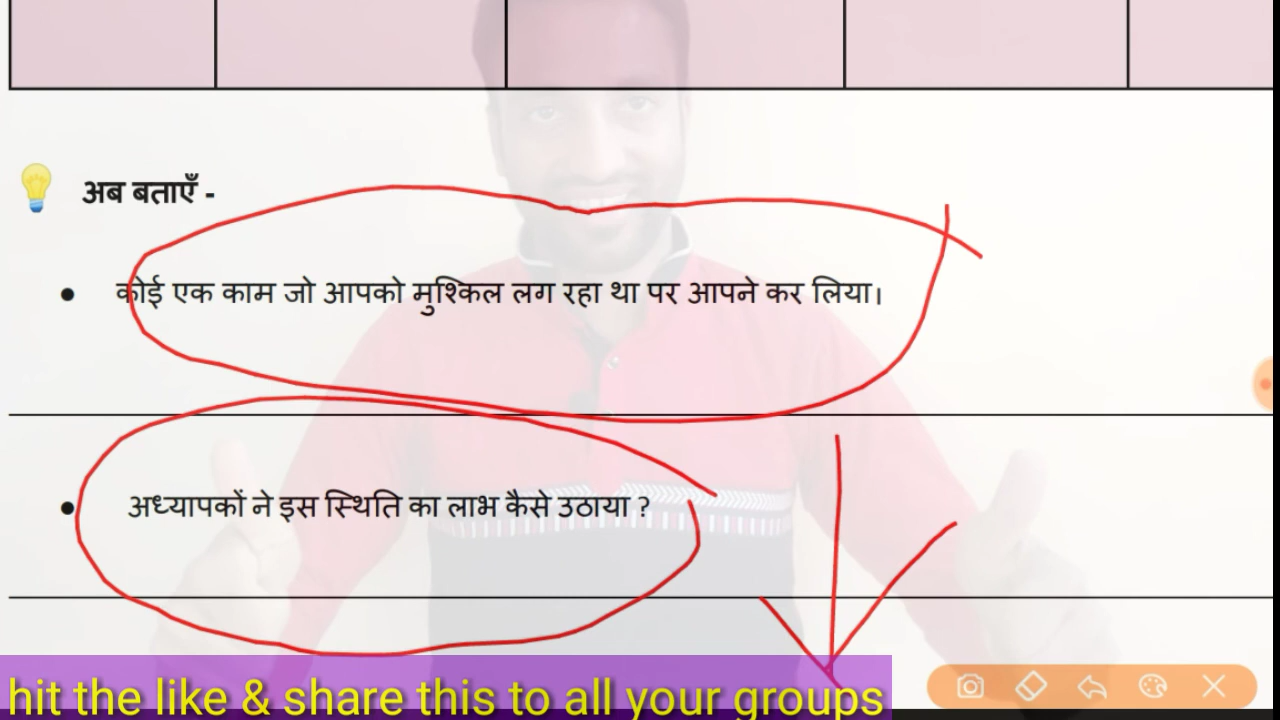 अब बताएँ -
● कोई एक काम जो आपको मुश्किल लग रहा था पर आपने कर लिया।
● अध्यापकों ने इस स्थिति का लाभ कैसे उठाया ?
hit the like & share this to all your groups